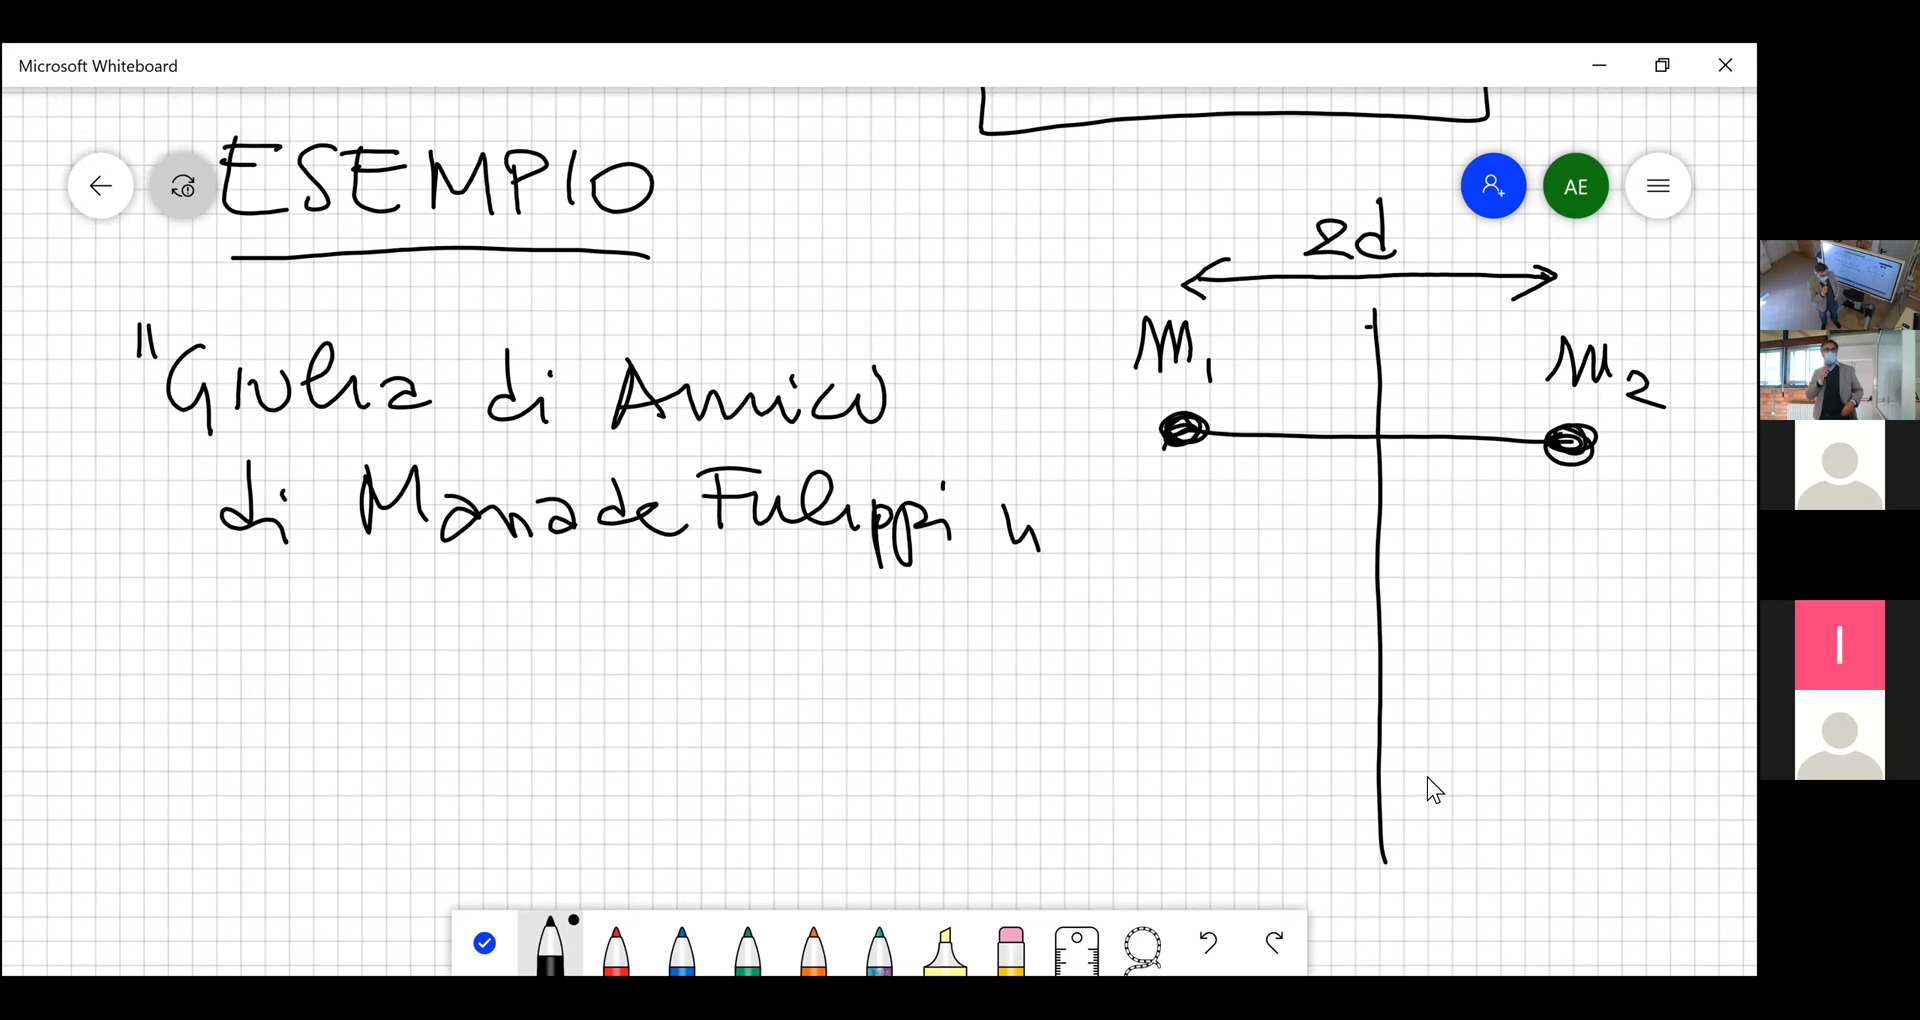 Microsoft Whiteboard
ESEMPIO
AE
2d
m1
m2
"Giulia di Amico
di Maria de Filippi"
I